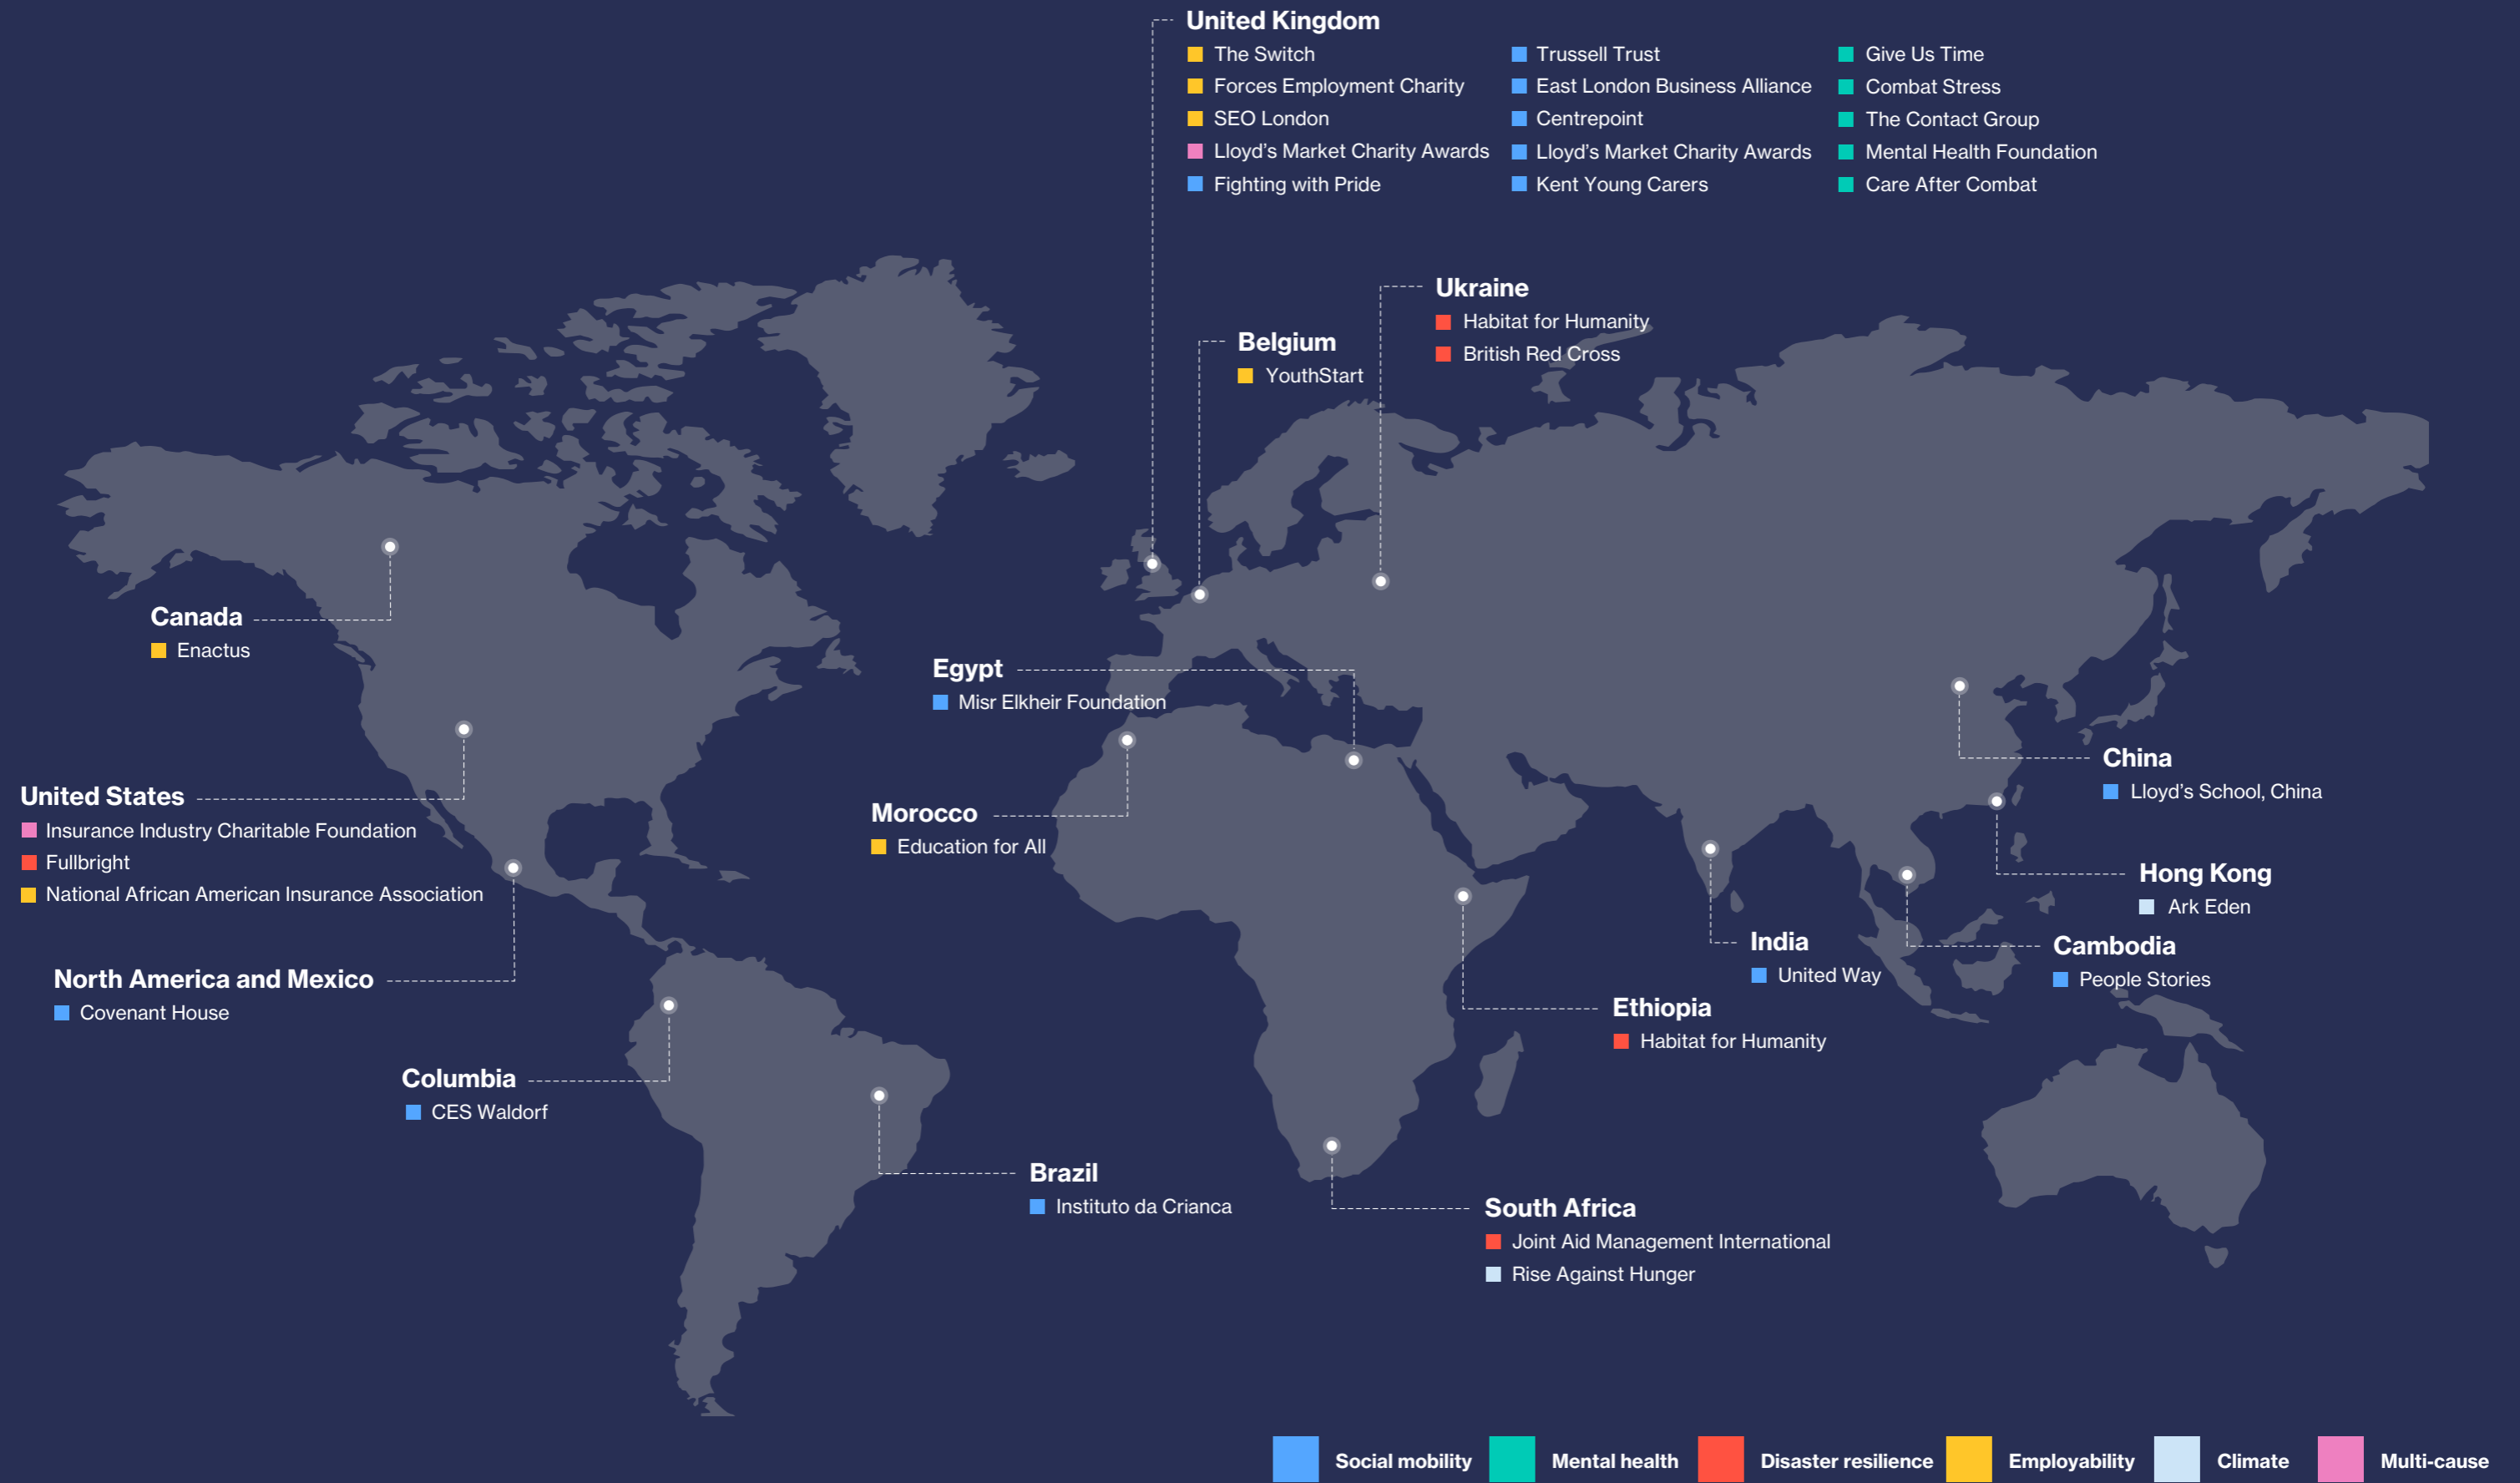 United Kingdom
The Switch
Forces Employment Charity
SEO London
Lloyd’s Market Charity Awards
Fighting with Pride
Trussell Trust
East London Business Alliance
Centrepoint
Lloyd’s Market Charity Awards
Kent Young Carers
Give Us Time
Combat Stress
The Contact Group
Mental Health Foundation
Care After Combat
Ukraine
Habitat for Humanity
British Red Cross
Belgium
YouthStart
Canada
Enactus
Egypt
Misr Elkheir Foundation
United States
Insurance Industry Charitable Foundation
Fullbright
National African American Insurance Association
Morocco
Education for All
China
Lloyd’s School, China
Hong Kong
Ark Eden
India
United Way
Cambodia
People Stories
North America and Mexico
Covenant House
Ethiopia
Habitat for Humanity
Columbia
CES Waldorf
Brazil
Instituto da Crianca
South Africa
Joint Aid Management International
Rise Against Hunger
Social mobility
Mental health
Disaster resilience
Employability
Climate
Multi-cause